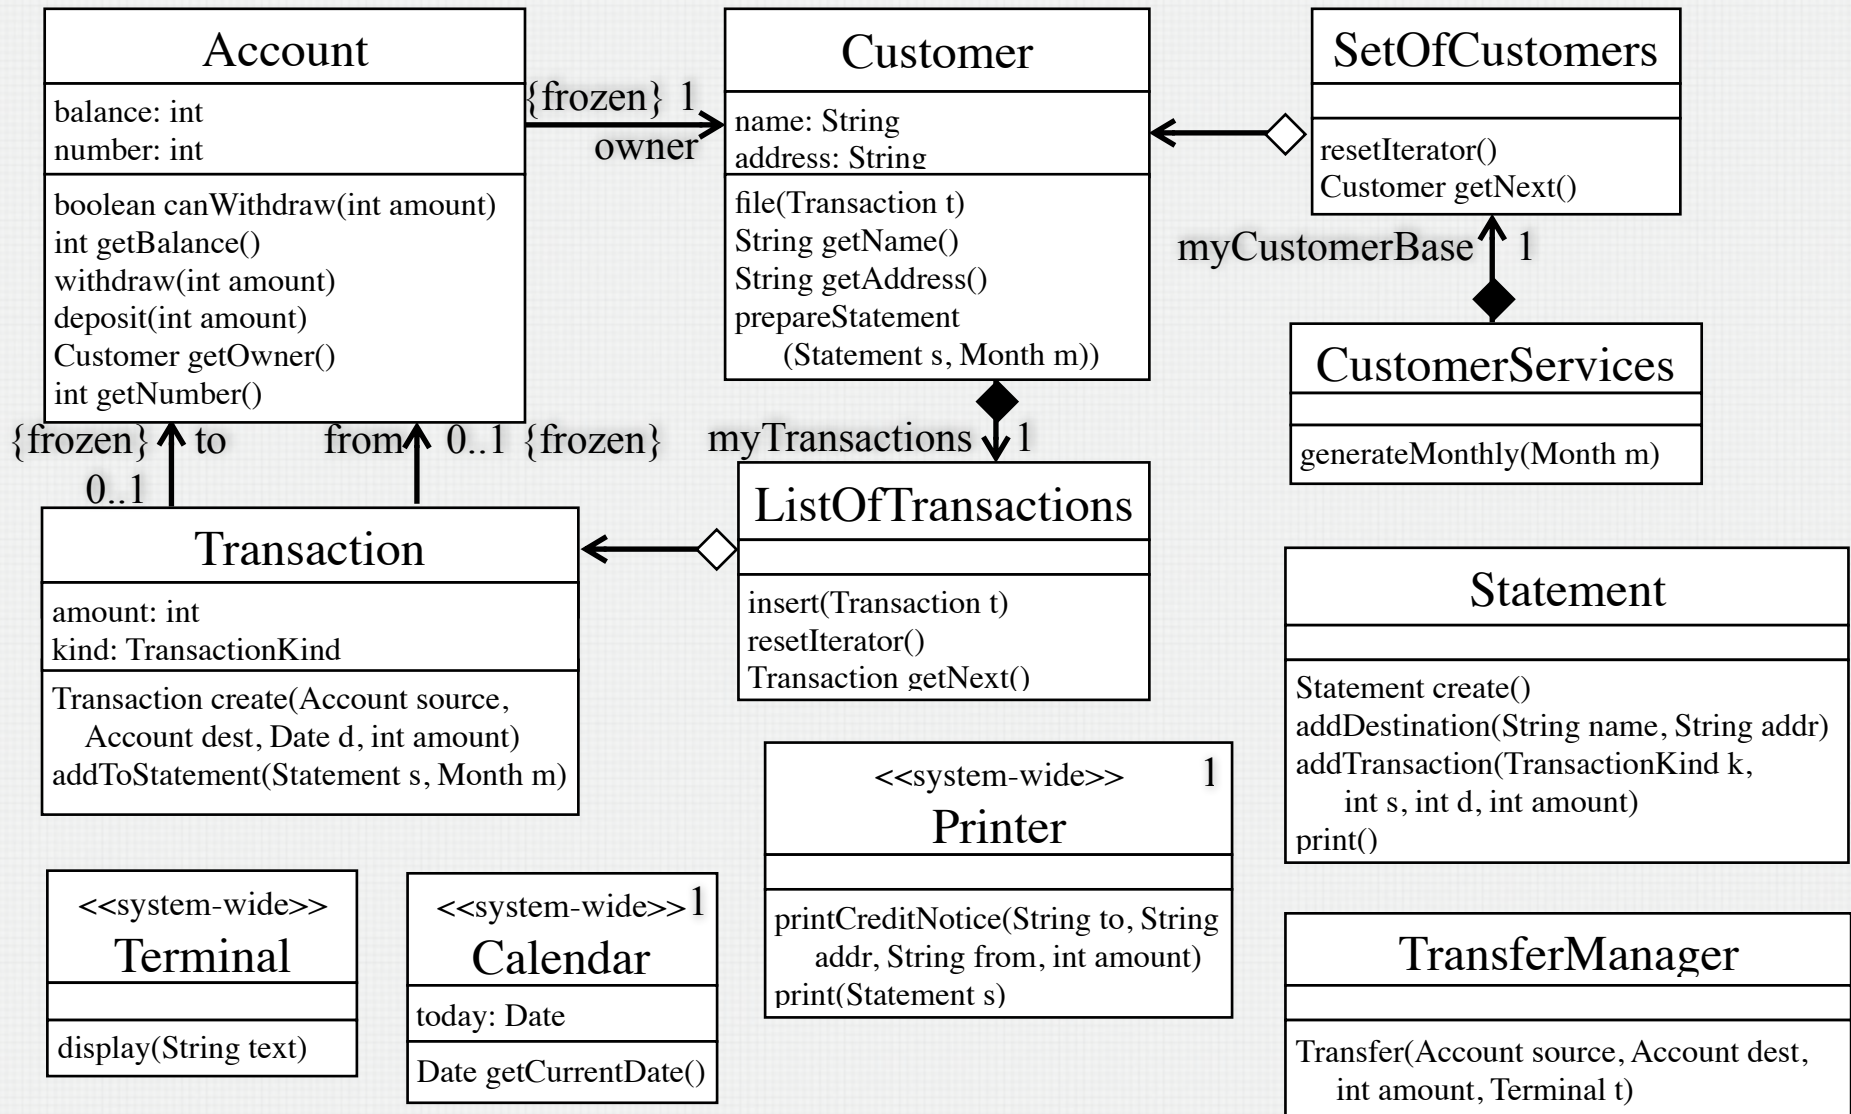 Account
balance: int
number: int
boolean canWithdraw(int amount)
int getBalance()
withdraw(int amount)
deposit(int amount)
Customer getOwner()
int getNumber()
{frozen} 1
owner
Customer
name: String
address: String
file(Transaction t)
String getName()
String getAddress()
prepareStatement
(Statement s, Month m))
SetOfCustomers
resetIterator()
Customer getNext()
myCustomerBase 1
CustomerServices
generateMonthly(Month m)
{frozen} to
0..1
from 0..1 {frozen}
myTransactions 1
Transaction
amount: int
kind: TransactionKind
Transaction create(Account source,
Account dest, Date d, int amount)
addToStatement(Statement s, Month m)
ListOfTransactions
insert(Transaction t)
resetIterator()
Transaction getNext()
Statement
Statement create()
addDestination(String name, String addr)
addTransaction(TransactionKind k,
int s, int d, int amount)
print()
<<system-wide>> 1
Printer
printCreditNotice(String to, String
addr, String from, int amount)
print(Statement s)
<<system-wide>>
Terminal
display(String text)
<<system-wide>> 1
Calendar
today: Date
Date getCurrentDate()
TransferManager
Transfer(Account source, Account dest,
int amount, Terminal t)